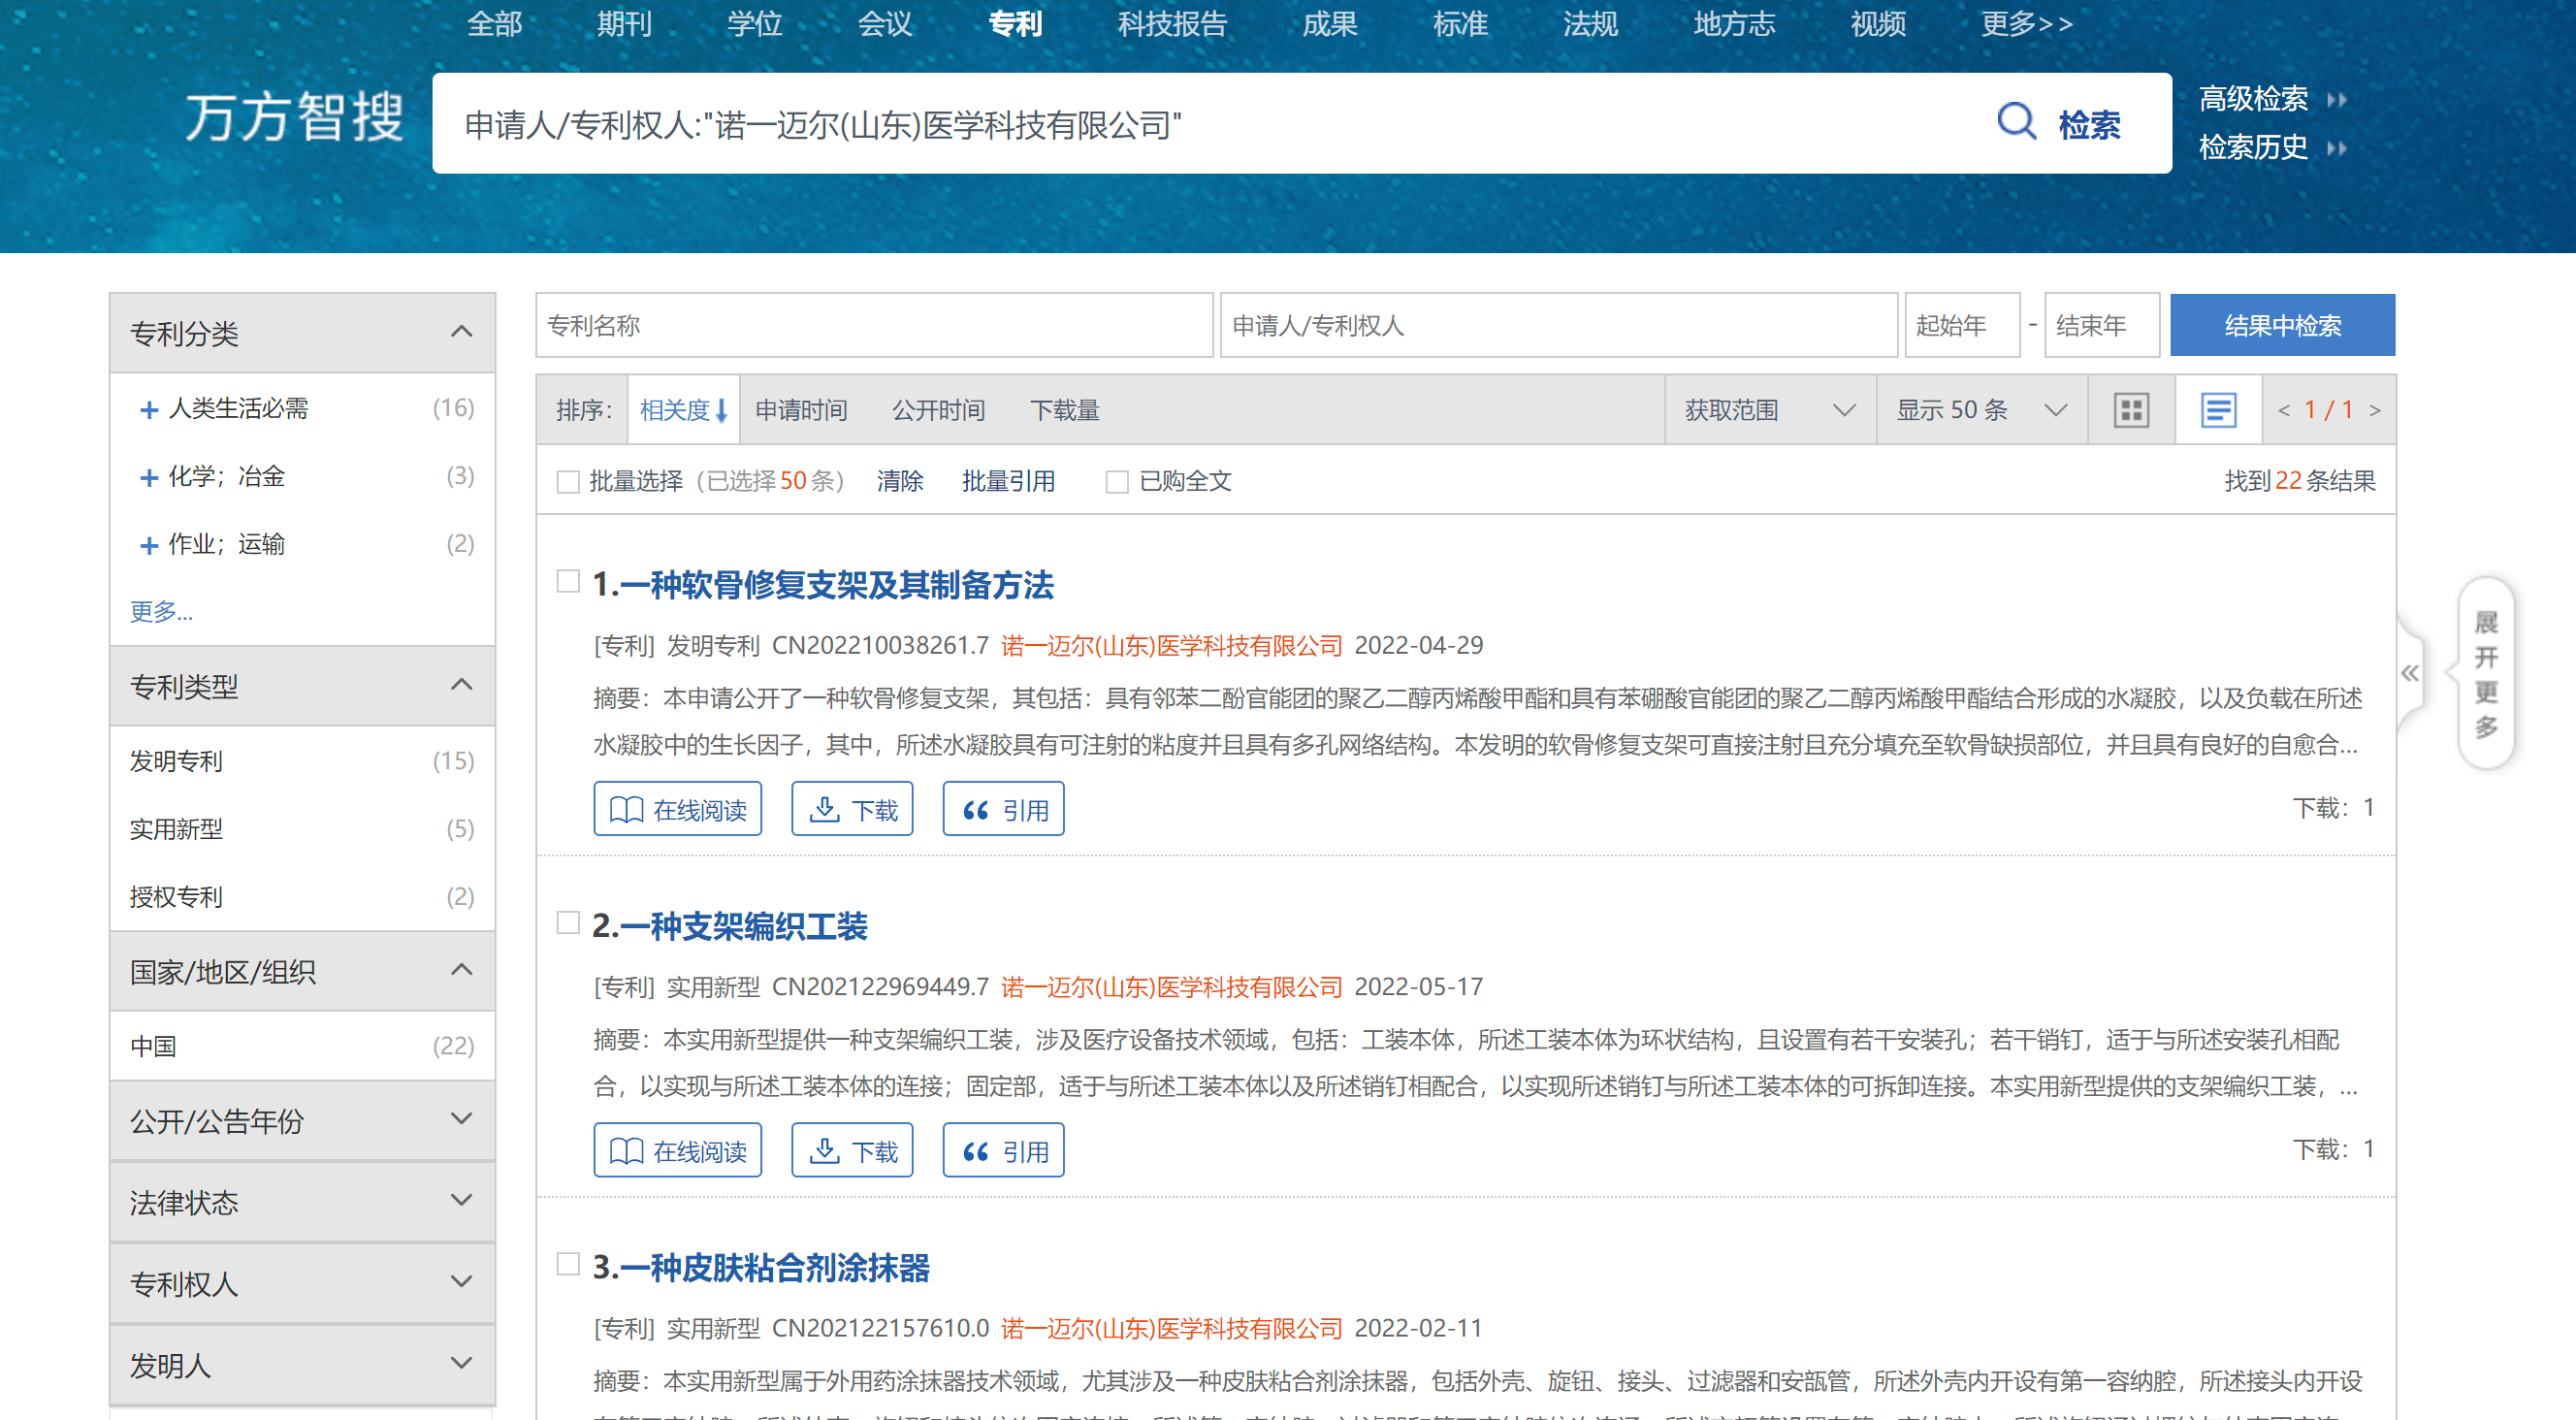 全部 期刊 学位 会议 专利 科技报告 成果 标准 法规 地方志 视频 更多>>
万方智搜
申请人/专利权人:"诺一迈尔(山东)医学科技有限公司"
检索
高级检索
检索历史
专利分类
人类生活必需 (16)
化学；冶金 (3)
作业；运输 (2)
更多...
专利类型
发明专利 (15)
实用新型 (5)
授权专利 (2)
国家/地区/组织
中国 (22)
公开/公告年份
法律状态
专利权人
发明人
专利名称 申请人/专利权人 起始年 - 结束年 结果中检索
排序： 相关度 申请时间 公开时间 下载量 获取范围 显示 50 条 < 1 / 1 >
批量选择（已选择 50 条） 清除 批量引用 已购全文 找到 22 条结果
1.一种软骨修复支架及其制备方法
[专利] 发明专利 CN202210038261.7 诺一迈尔(山东)医学科技有限公司 2022-04-29
摘要：本申请公开了一种软骨修复支架，其包括：具有邻苯二酚官能团的聚乙二醇丙烯酸甲酯和具有苯硼酸官能团的聚乙二醇丙烯酸甲酯结合形成的水凝胶，以及负载在所述
水凝胶中的生长因子，其中，所述水凝胶具有可注射的粘度并且具有多孔网络结构。本发明的软骨修复支架可直接注射且充分填充至软骨缺损部位，并且具有良好的自愈合...
在线阅读 下载 引用 下载：1
2.一种支架编织工装
[专利] 实用新型 CN202122969449.7 诺一迈尔(山东)医学科技有限公司 2022-05-17
摘要：本实用新型提供一种支架编织工装，涉及医疗设备技术领域，包括：工装本体，所述工装本体为环状结构，且设置有若干安装孔；若干销钉，适于与所述安装孔相配
合，以实现与所述工装本体的连接；固定部，适于与所述工装本体以及所述销钉相配合，以实现所述销钉与所述工装本体的可拆卸连接。本实用新型提供的支架编织工装，...
在线阅读 下载 引用 下载：1
3.一种皮肤粘合剂涂抹器
[专利] 实用新型 CN202122157610.0 诺一迈尔(山东)医学科技有限公司 2022-02-11
摘要：本实用新型属于外用药涂抹器技术领域，尤其涉及一种皮肤粘合剂涂抹器，包括外壳、旋钮、接头、过滤器和安瓿管，所述外壳内开设有第一容纳腔，所述接头内开设
展开更多